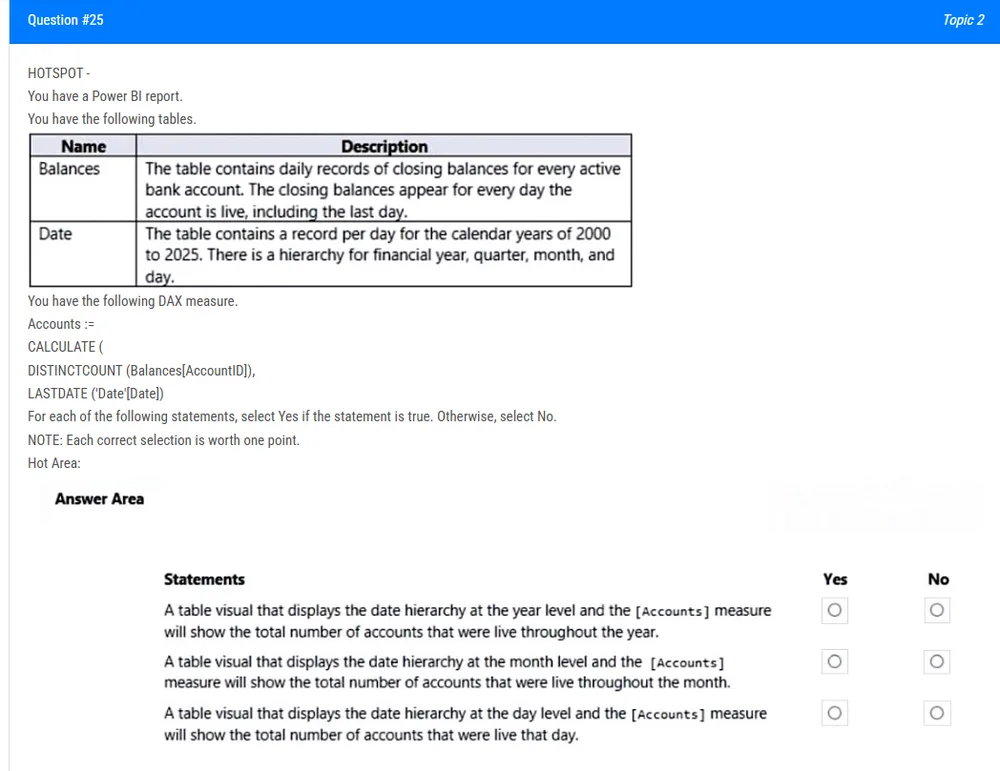 Question #25
Topic 2
HOTSPOT -
You have a Power BI report.
You have the following tables.
Name
Description
Balances
The table contains daily records of closing balances for every active
bank account. The closing balances appear for every day the
account is live, including the last day.
Date
The table contains a record per day for the calendar years of 2000
to 2025. There is a hierarchy for financial year, quarter, month, and
day.
You have the following DAX measure.
Accounts :=
CALCULATE (
DISTINCTCOUNT (Balances[AccountID]),
LASTDATE ('Date'[Date])
For each of the following statements, select Yes if the statement is true. Otherwise, select No.
NOTE: Each correct selection is worth one point.
Hot Area:
Answer Area
Statements
Yes
No
A table visual that displays the date hierarchy at the year level and the [Accounts] measure
will show the total number of accounts that were live throughout the year.
A table visual that displays the date hierarchy at the month level and the [Accounts]
measure will show the total number of accounts that were live throughout the month.
A table visual that displays the date hierarchy at the day level and the [Accounts] measure
will show the total number of accounts that were live that day.